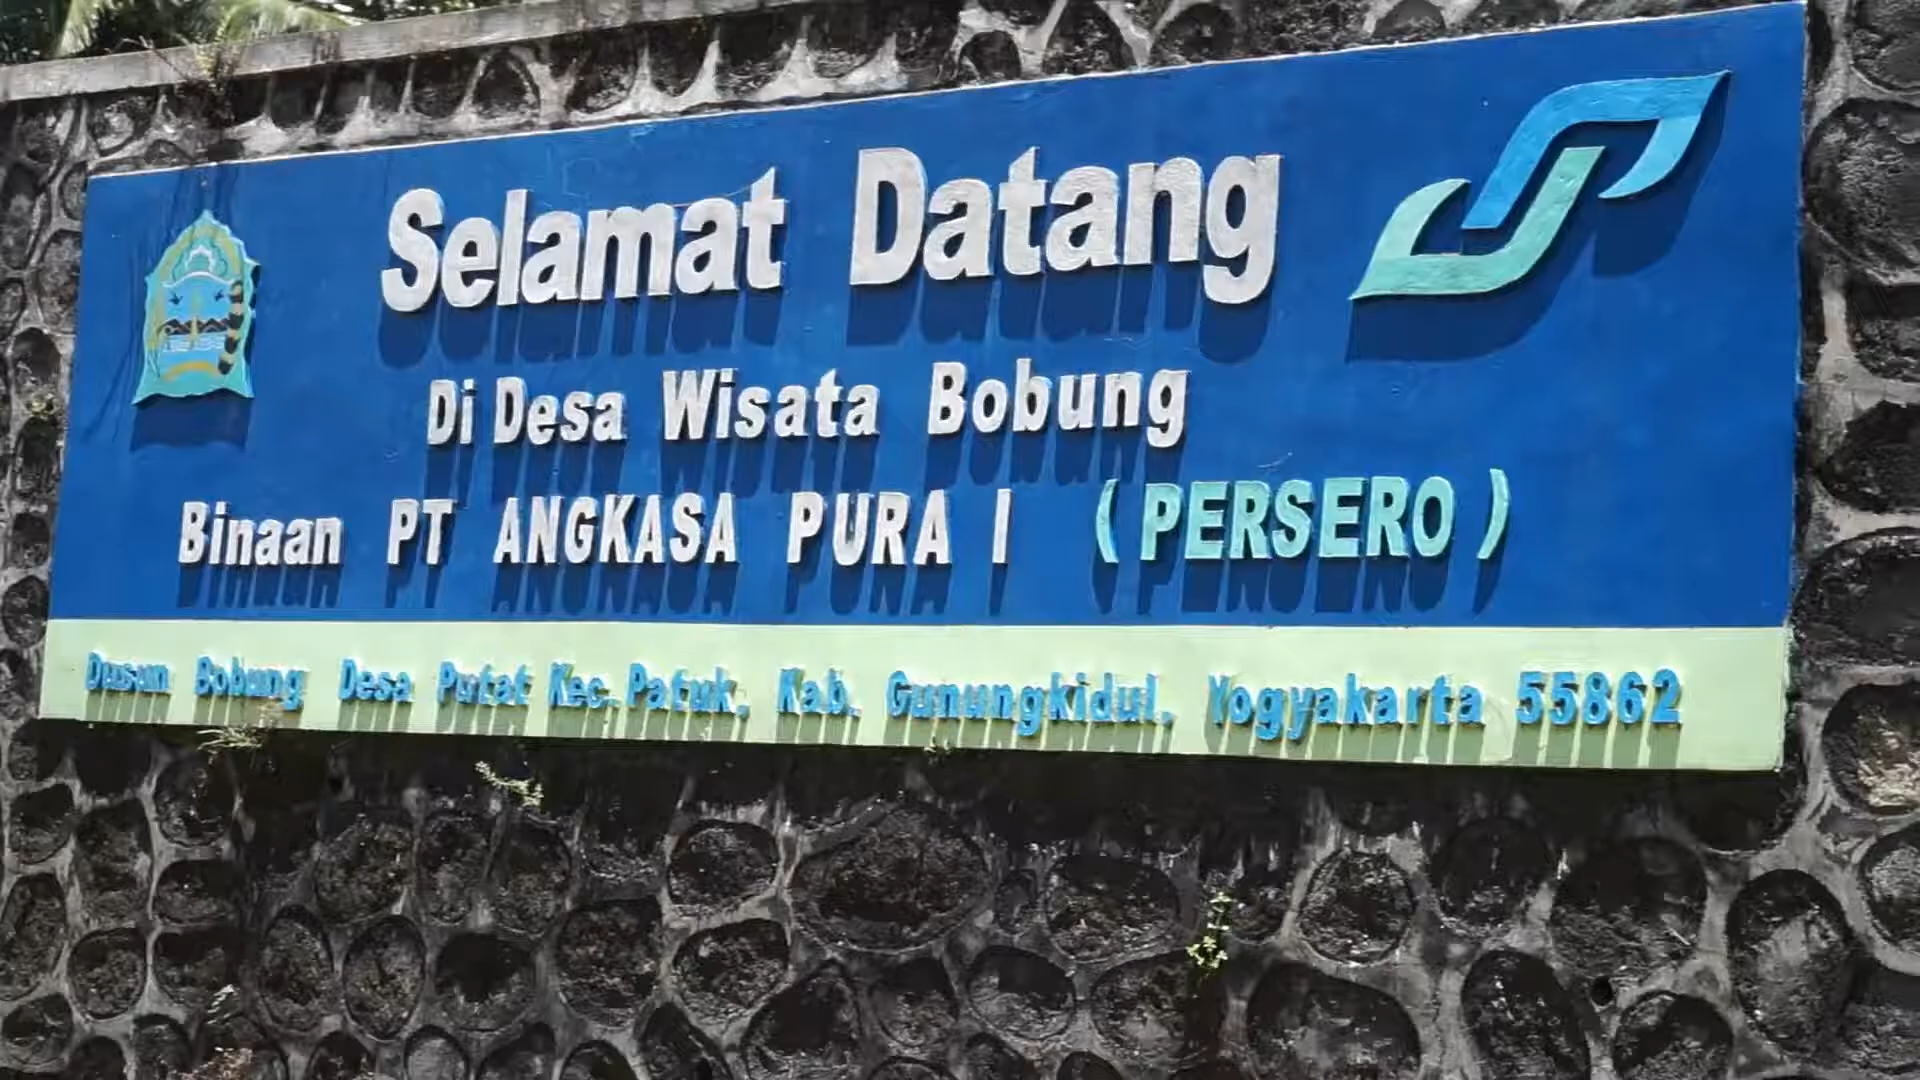 Selamat Datang
Di Desa Wisata Bobung
Binaan PT ANGKASA PURA I (PERSERO)
Dusun Bobung Desa Putat Kec. Patuk, Kab. Gunungkidul, Yogyakarta 55862